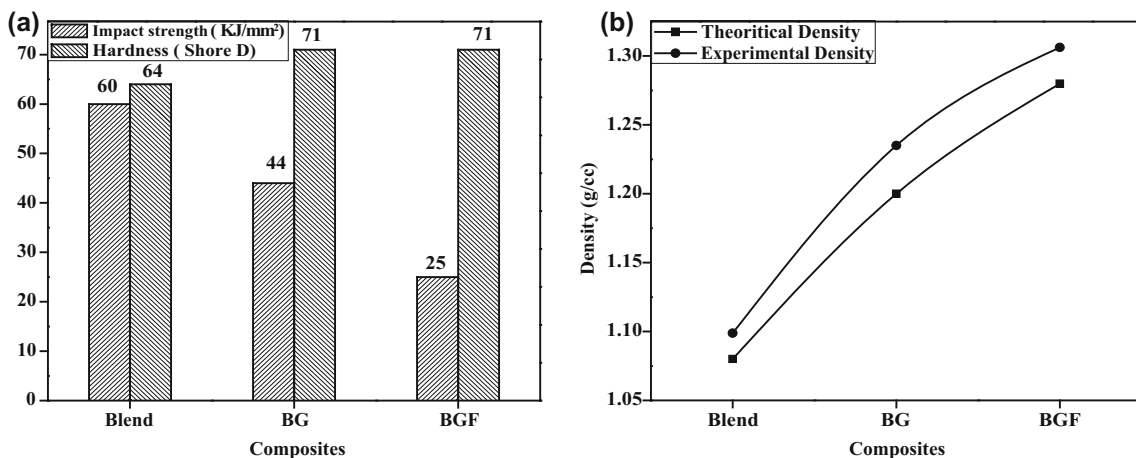 (a)
Impact strength ( KJ/mm²)
Hardness ( Shore D)
70
60
50
40
30
20
10
0
60
64
44
71
25
71
Blend
BG
BGF
Composites
(b)
Theoritical Density
Experimental Density
1.30
1.25
1.20
1.15
1.10
1.05
Density (g/cc)
Blend
BG
BGF
Composites